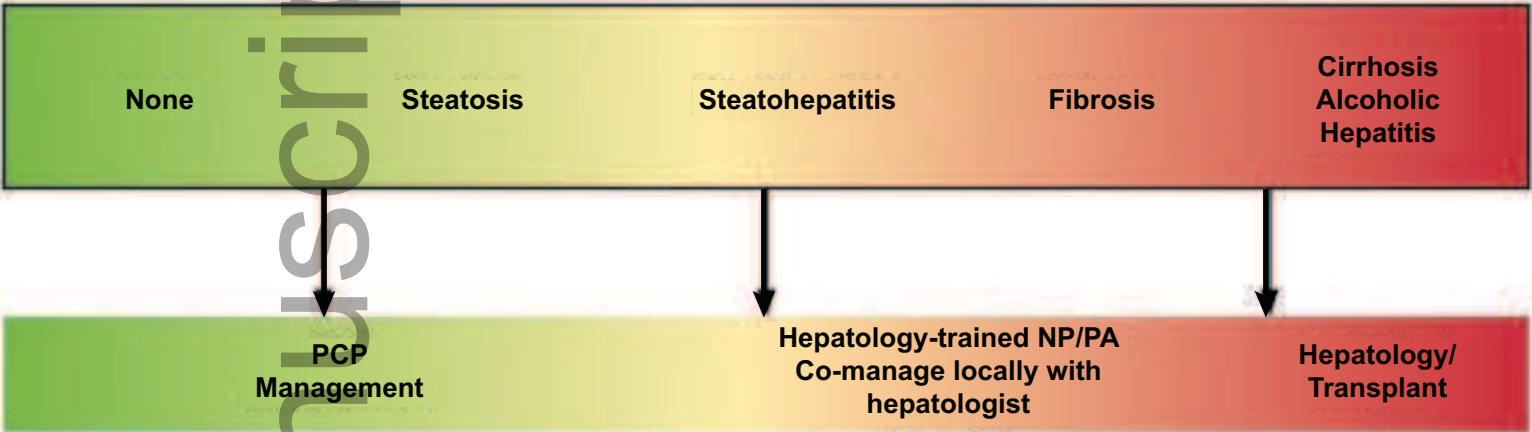 None
Steatosis
Steatohepatitis
Fibrosis
Cirrhosis
Alcoholic
Hepatitis
PCP
Management
Hepatology-trained NP/PA
Co-manage locally with
hepatologist
Hepatology/
Transplant
uscrip